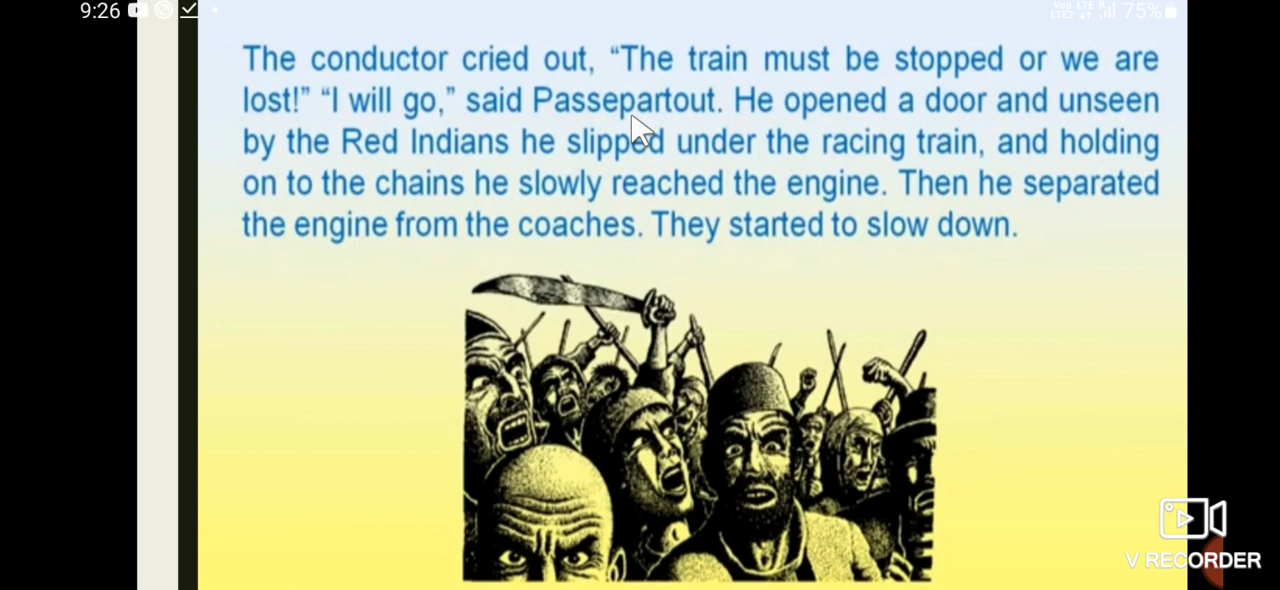 9:26
Vo) LTE R
LTE2 75%
The conductor cried out, “The train must be stopped or we are
lost!” “I will go,” said Passepartout. He opened a door and unseen
by the Red Indians he slipped under the racing train, and holding
on to the chains he slowly reached the engine. Then he separated
the engine from the coaches. They started to slow down.
V RECORDER